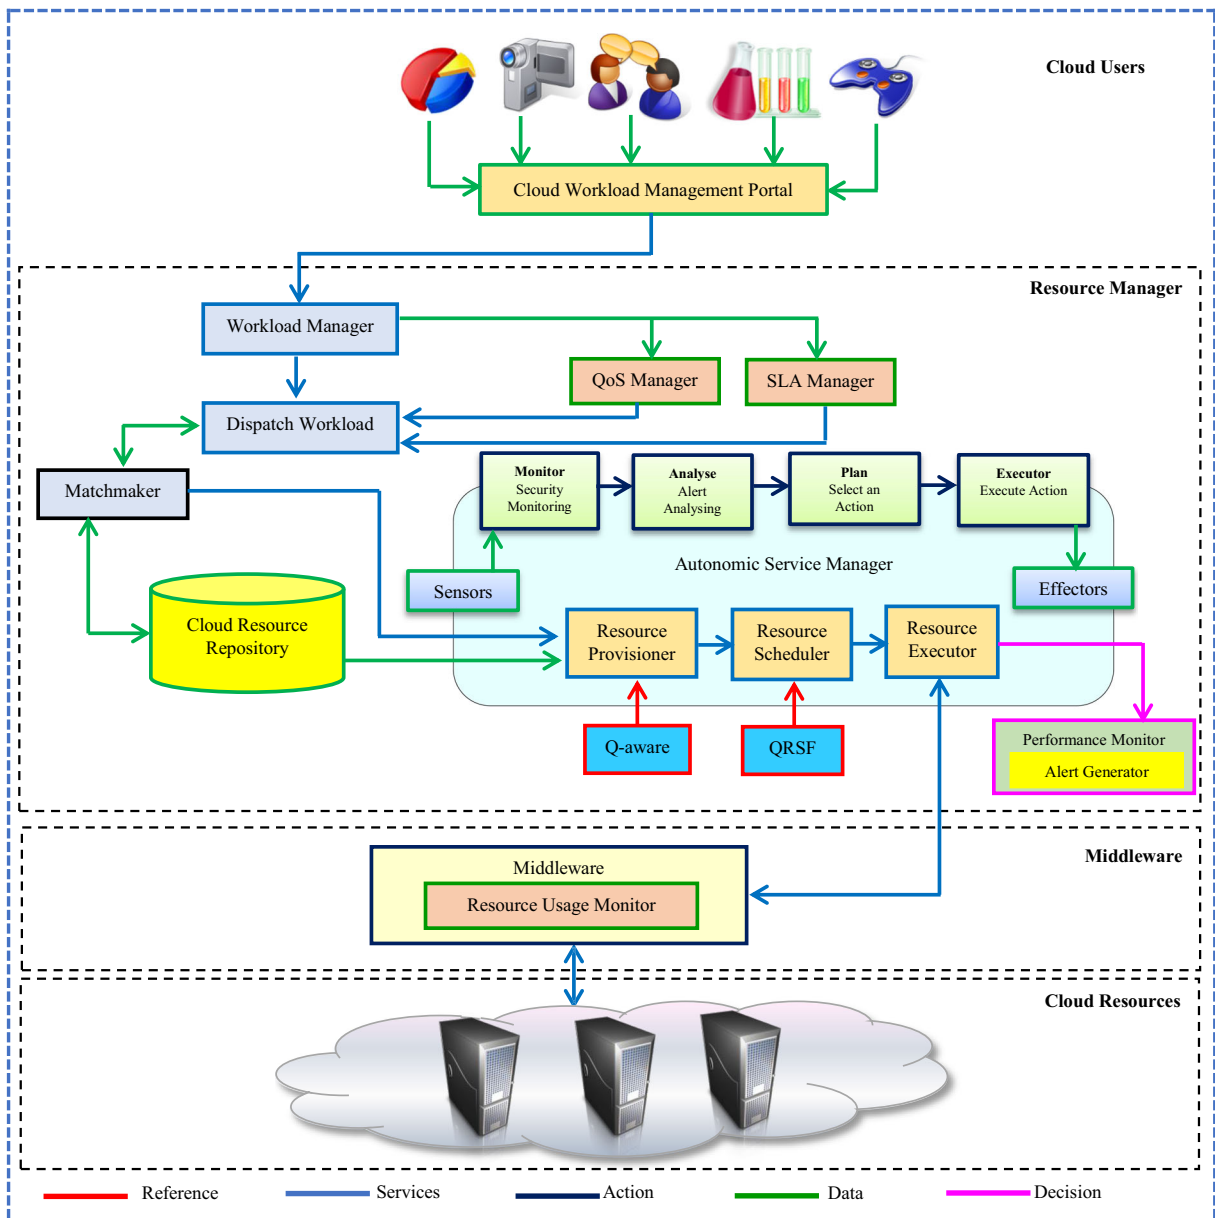 Cloud Users
Cloud Workload Management Portal
Resource Manager
Workload Manager
QoS Manager
SLA Manager
Dispatch Workload
Matchmaker
Monitor
Security
Monitoring
Analyse
Alert
Analysing
Plan
Select an
Action
Executor
Execute Action
Autonomic Service Manager
Sensors
Effectors
Cloud Resource
Repository
Resource
Provisioner
Resource
Scheduler
Resource
Executor
Q-aware
QRSF
Performance Monitor
Alert Generator
Middleware
Middleware
Resource Usage Monitor
Cloud Resources
Reference
Services
Action
Data
Decision